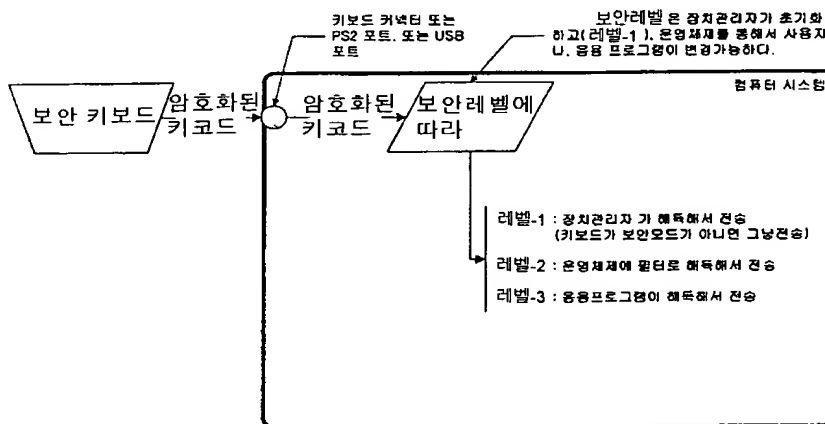 키보드 커넥터 또는
PS2 포트, 또는 USB
포트
보안레벨 은 장치관리자가 초기화
하고(레벨-1), 운영체제를 통해서 사용자
나, 응용 프로그램이 변경가능하다.
컴퓨터 시스템
보안 키보드
암호화된
키코드
암호화된
키코드
보안레벨에
따라
레벨-1 : 장치관리자 가 해독해서 전송
(키보드가 보안모드가 아니면 그냥전송)
레벨-2 : 운영체제에 필터로 해독해서 전송
레벨-3 : 응용프로그램이 해독해서 전송